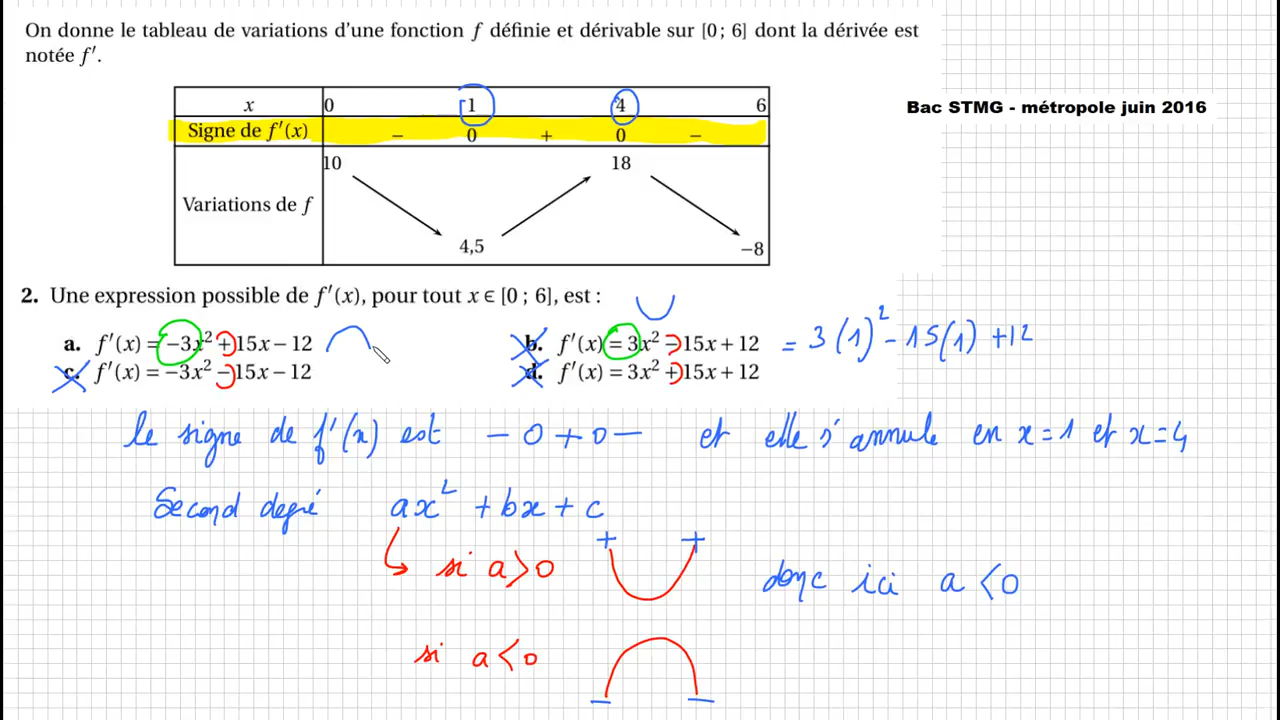 On donne le tableau de variations d'une fonction f définie et dérivable sur [0 ; 6] dont la dérivée est
notée f′.
Bac STMG - métropole juin 2016
x 0 1 4 6
Signe de f′(x) − 0 + 0 −
10 18
Variations de f
4,5 −8
2. Une expression possible de f′(x), pour tout x ∈ [0 ; 6], est :
a. f′(x) = −3x² + 15x − 12 b. f′(x) = 3x² − 15x + 12 = 3(1)² − 15(1) + 12
c. f′(x) = −3x² − 15x − 12 d. f′(x) = 3x² + 15x + 12
le signe de f'(x) est − 0 + 0 − et elle s'annule en x = 1 et x = 4
Second degré ax² + bx + c
+ +
si a > 0 donc ici a < 0
si a < 0
− −